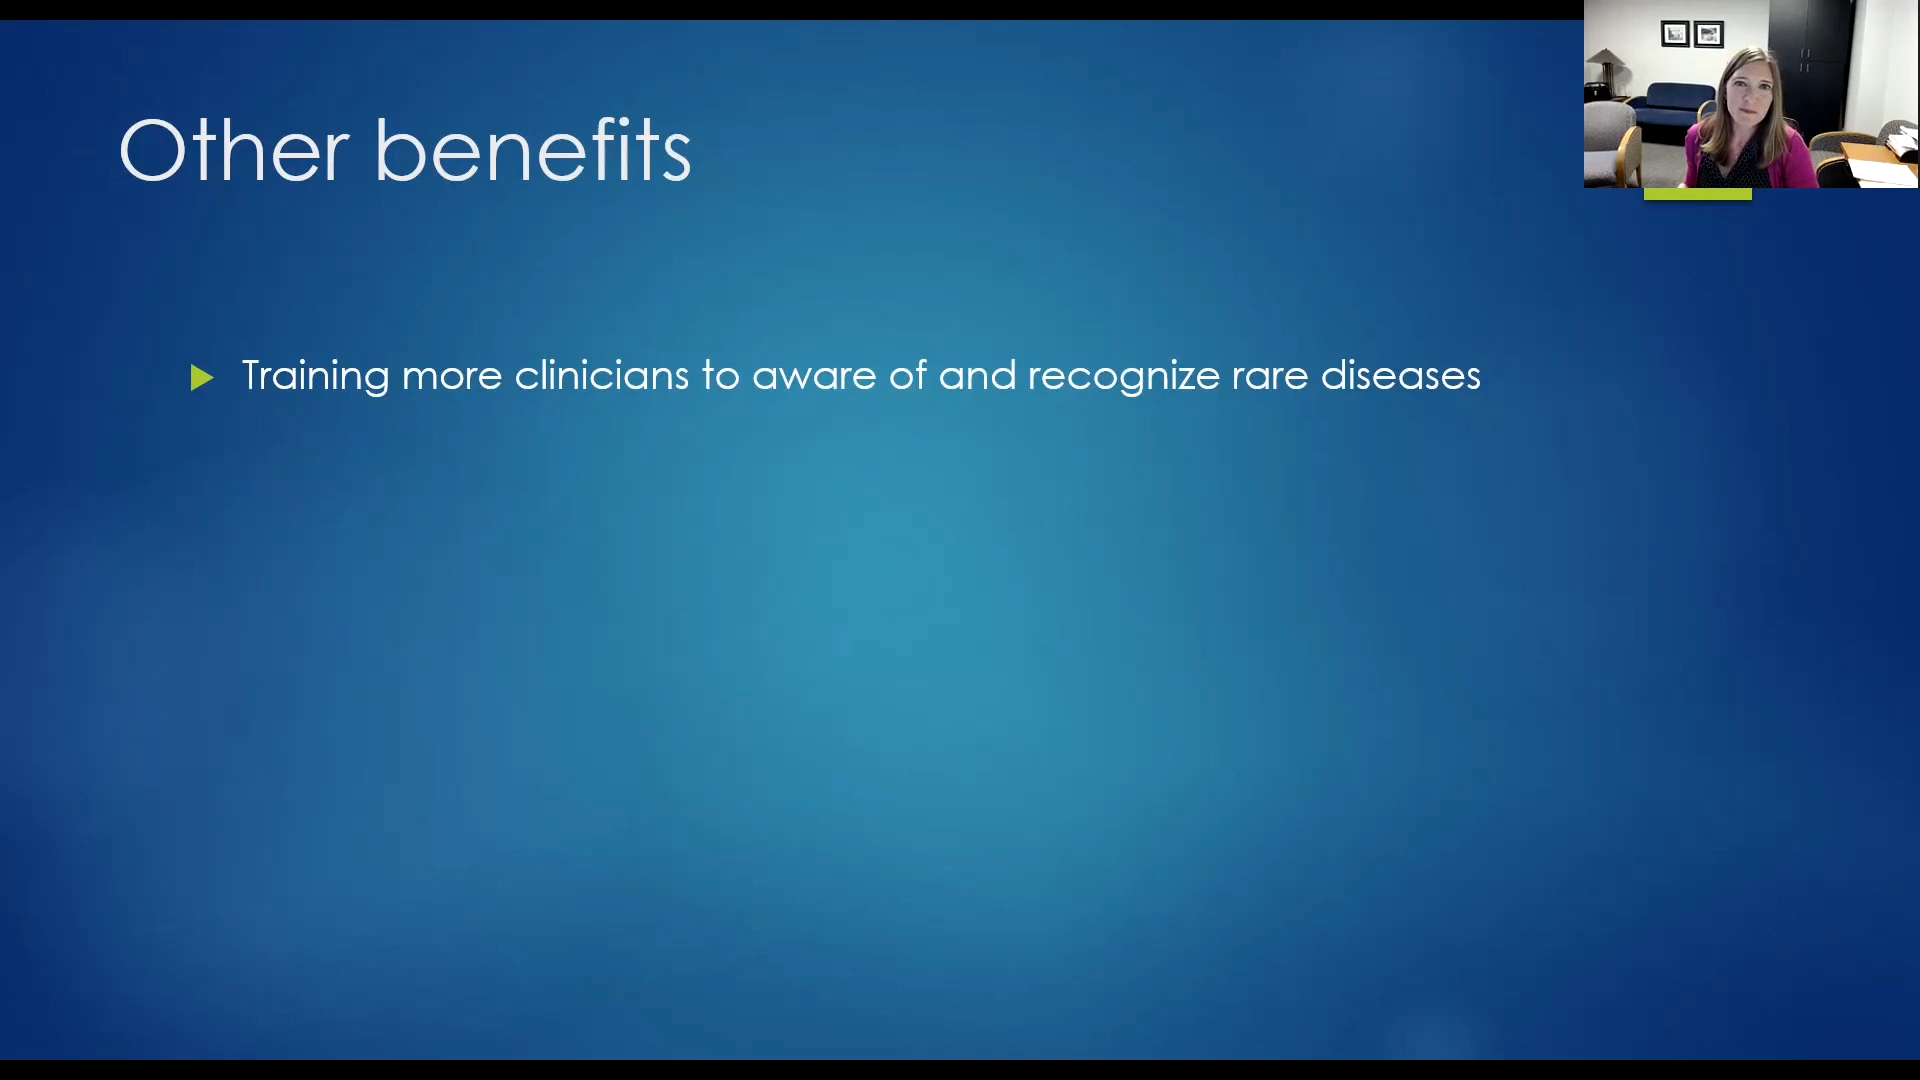 Other benefits
Training more clinicians to aware of and recognize rare diseases